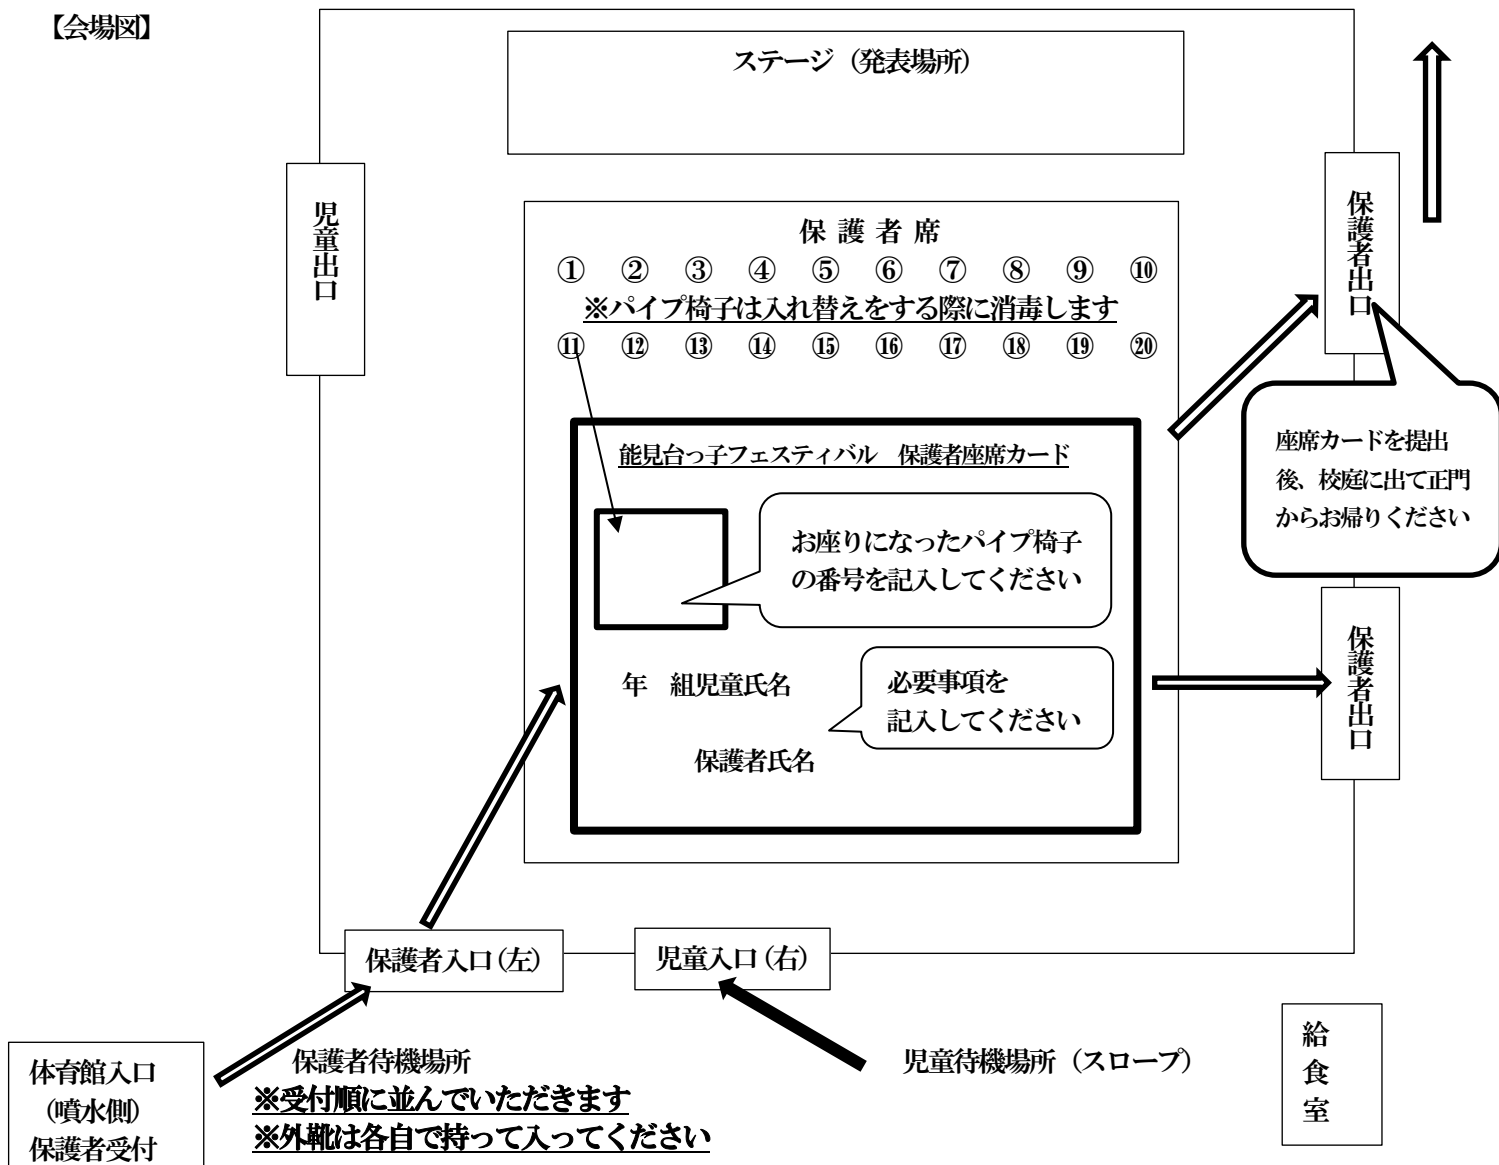 【会場図】
ステージ（発表場所）
児童出口
保護者出口
保 護 者 席
① ② ③ ④ ⑤ ⑥ ⑦ ⑧ ⑨ ⑩
※パイプ椅子は入れ替えをする際に消毒します
⑪ ⑫ ⑬ ⑭ ⑮ ⑯ ⑰ ⑱ ⑲ ⑳
能見台っ子フェスティバル　保護者座席カード
お座りになったパイプ椅子
の番号を記入してください
年　組児童氏名
必要事項を
記入してください
保護者氏名
座席カードを提出
後、校庭に出て正門
からお帰りください
保護者出口
保護者入口（左）
児童入口（右）
体育館入口
（噴水側）
保護者受付
保護者待機場所
※受付順に並んでいただきます
※外靴は各自で持って入ってください
児童待機場所（スロープ）
給食室